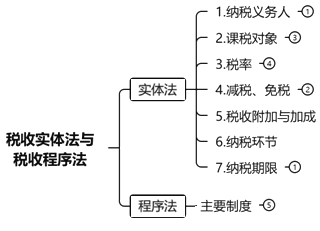 税收实体法与
税收程序法
实体法
1.纳税义务人 ①
2.课税对象 ③
3.税率 ④
4.减税、免税 ②
5.税收附加与加成
6.纳税环节
7.纳税期限 ①
程序法
主要制度 ⑤